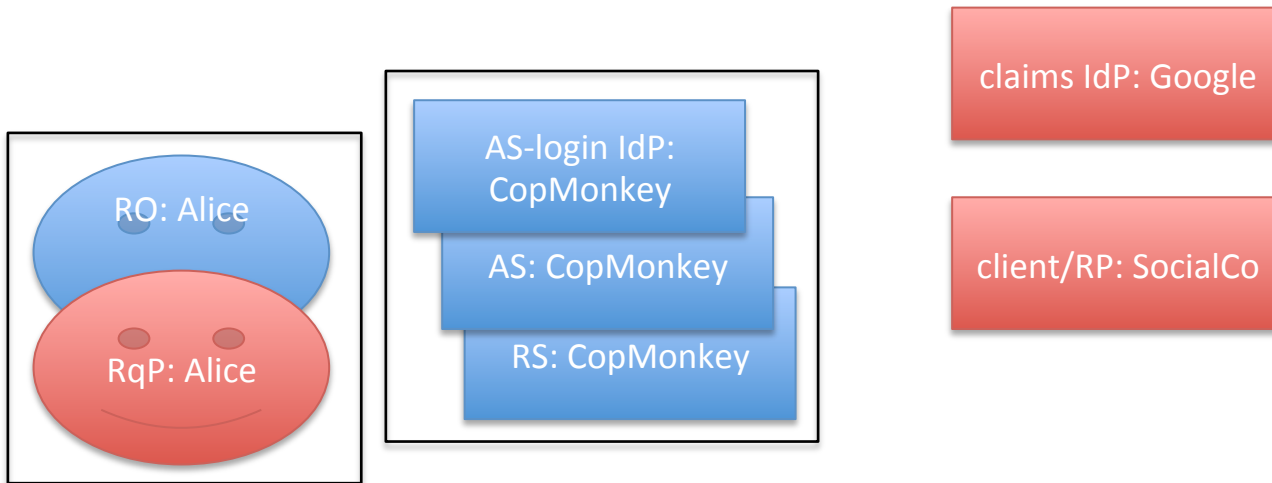 RO: Alice
RqP: Alice
AS-login IdP:
CopMonkey
AS: CopMonkey
RS: CopMonkey
claims IdP: Google
client/RP: SocialCo